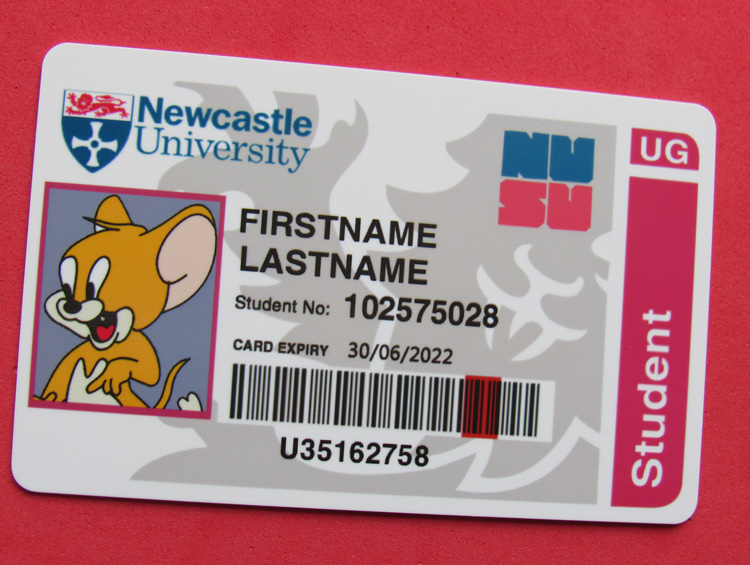 Newcastle
University
NU
SU
UG
FIRSTNAME
LASTNAME
Student No: 102575028
CARD EXPIRY 30/06/2022
U35162758
Student